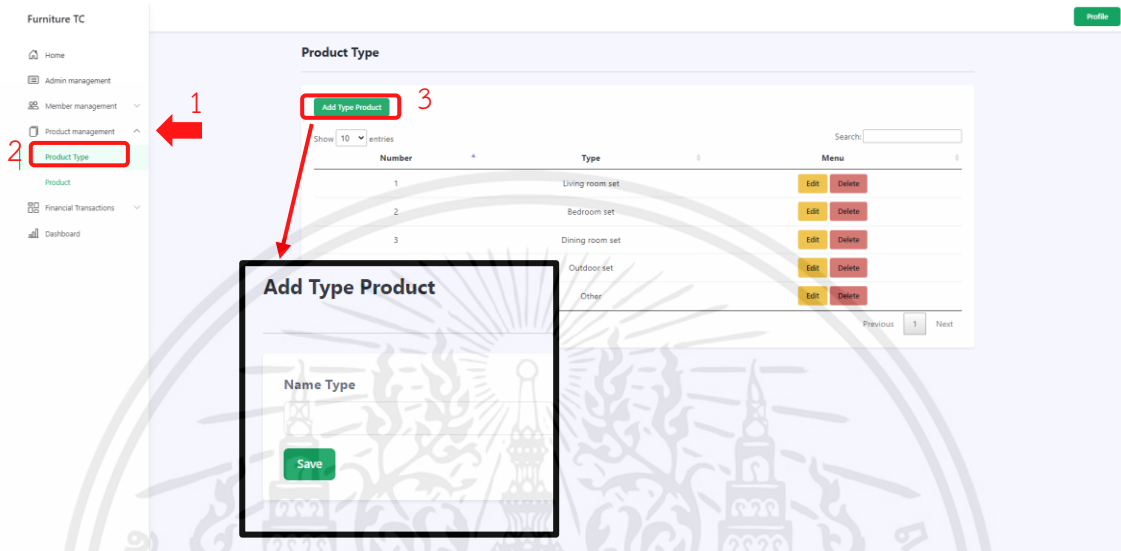 Furniture TC
Profile
Home
Admin management
Member management
Product management
Product Type
Product
Financial Transactions
Dashboard
1
2
Product Type
Add Type Product
3
Show 10 entries
Search:
Number Type Menu
1 Living room set Edit Delete
2 Bedroom set Edit Delete
3 Dining room set Edit Delete
Outdoor set Edit Delete
Other Edit Delete
Previous 1 Next
Add Type Product
Name Type
Save